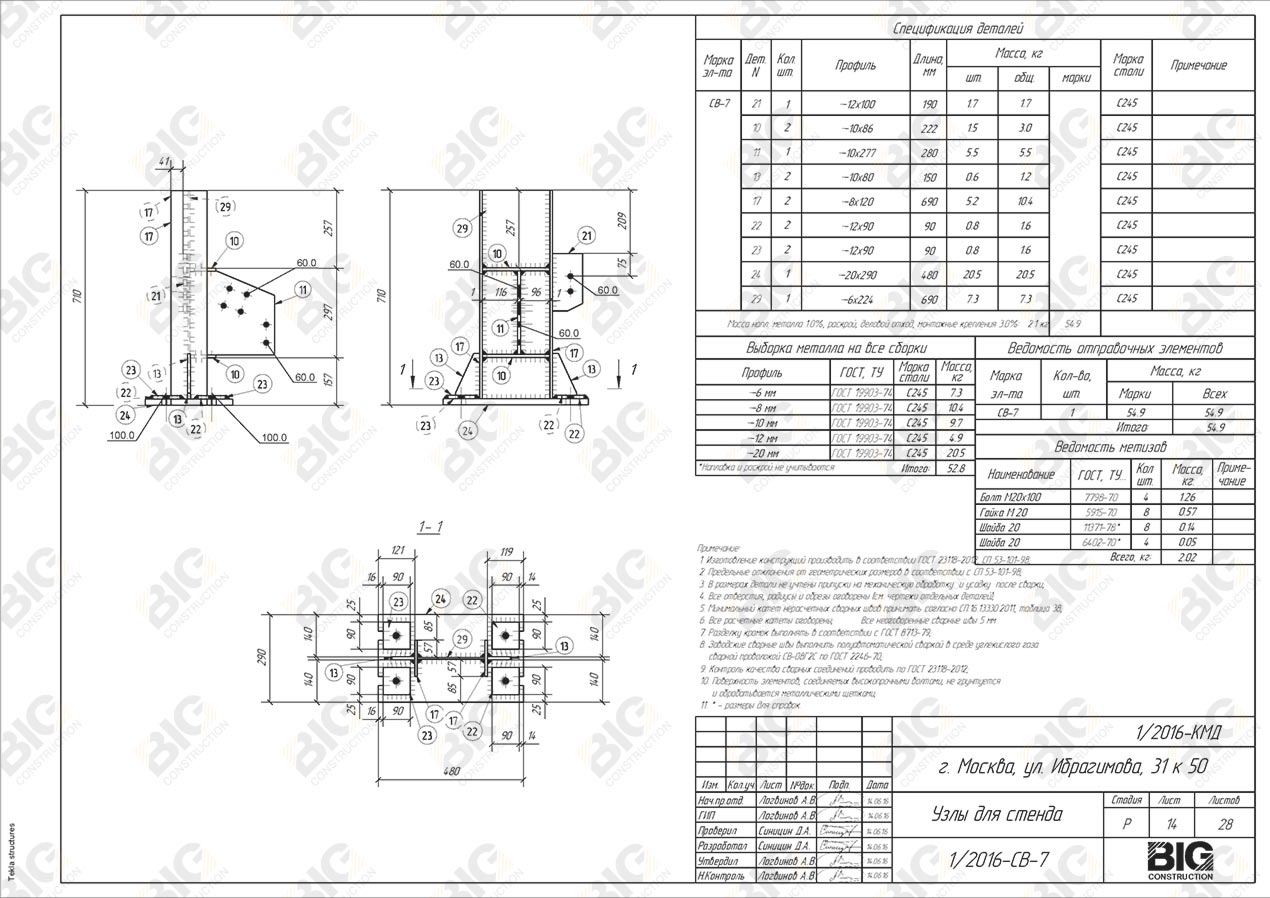 Спецификация деталей
Марка эл-та Дет. N Кол. шт. Профиль Длина, мм Масса, кг шт. общ. марки Марка стали Примечание
СВ-7 21 1 —12x100 190 1.7 1.7 С245
10 2 —10x86 222 1.5 3.0 С245
11 1 —10x277 280 5.5 5.5 С245
13 2 —10x80 150 0.6 1.2 С245
17 2 —8x120 690 5.2 10.4 С245
22 2 —12x90 90 0.8 1.6 С245
23 2 —12x90 90 0.8 1.6 С245
24 1 —20x290 480 20.5 20.5 С245
29 1 —6x224 690 7.3 7.3 С245
Масса напл. металла 1.0%, раскрой, деловой отход, монтажные крепления 3.0%: 2.1 кг 54.9
Выборка металла на все сборки
Профиль ГОСТ, ТУ Марка стали Масса, кг
—6 мм ГОСТ 19903-74 С245 7.3
—8 мм ГОСТ 19903-74 С245 10.4
—10 мм ГОСТ 19903-74 С245 9.7
—12 мм ГОСТ 19903-74 С245 4.9
—20 мм ГОСТ 19903-74 С245 20.5
*Наплавка и раскрой не учитываются Итого: 52.8
Ведомость отправочных элементов
Марка эл-та Кол-во, шт. Масса, кг Марки Всех
СВ-7 1 54.9 54.9
Итого: 54.9
Ведомость метизов
Наименование ГОСТ, ТУ... Кол шт. Масса, кг. Приме-чание
Болт М20x100 7798-70 4 1.26
Гайка М 20 5915-70 8 0.57
Шайба 20 11371-78* 8 0.14
Шайба 20 6402-70* 4 0.05
Всего, кг: 2.02
41
710
17
17
29
21
10
60.0
11
257
297
157
13
23
22
24
100.0
13
22
10
23
60.0
100.0
710
29
257
10
60.0
1 116 96 1
11
60.0
17
13
23
1
10
17
13
1
24
23
22
22
21
209
75
60.0
1-1
121
119
16 90
90 14
25
23
24
22
25
140
90
85
57
29
13
90
140
290
13
140
90
57
85
90
140
25
17
17
25
16 90
23
22
90 14
480
Примечание:
1. Изготовление конструкций производить в соответствии ГОСТ 23118-2012, СП 53-101-98;
2. Предельные отклонения от геометрических размеров в соответствии с СП 53-101-98;
3. В размерах детали не учтены припуски на механическую обработку и усадку после сварки;
4. Все отверстия, радиусы и обрезы оговорены (см. чертежи отдельных деталей);
5. Минимальный катет нерасчетных сварных швов принимать согласно СП 16.13330.2011, таблица 38;
6. Все расчетные катеты оговорены; Все неоговоренные сварные швы 5 мм
7. Разделку кромок выполнять в соответствии с ГОСТ 8713-79;
8. Заводские сварные швы выполнить полуавтоматической сваркой в среде углекислого газа
сварной проволокой СВ-08Г2С по ГОСТ 2246-70;
9. Контроль качества сварных соединений проводить по ГОСТ 23118-2012;
10. Поверхность элементов, соединяемых высокопрочными болтами, не грунтуется
и обрабатывается металлическими щетками;
11. * - размеры для справок
1/2016-КМД
г. Москва, ул. Ибрагимова, 31 к 50
Изм. Кол.уч Лист №док. Подп. Дата
Нач.пр.отд. Логвинов А.В. 14.06.16
ГИП Логвинов А.В. 14.06.16
Проверил Синицин Д.А. 14.06.16
Разработал Синицин Д.А. 14.06.16
Утвердил Логвинов А.В. 14.06.16
Н.Контроль Логвинов А.В. 14.06.16
Узлы для стенда
Стадия Лист Листов
Р 14 28
1/2016-СВ-7
BIG
CONSTRUCTION
Tekla structures